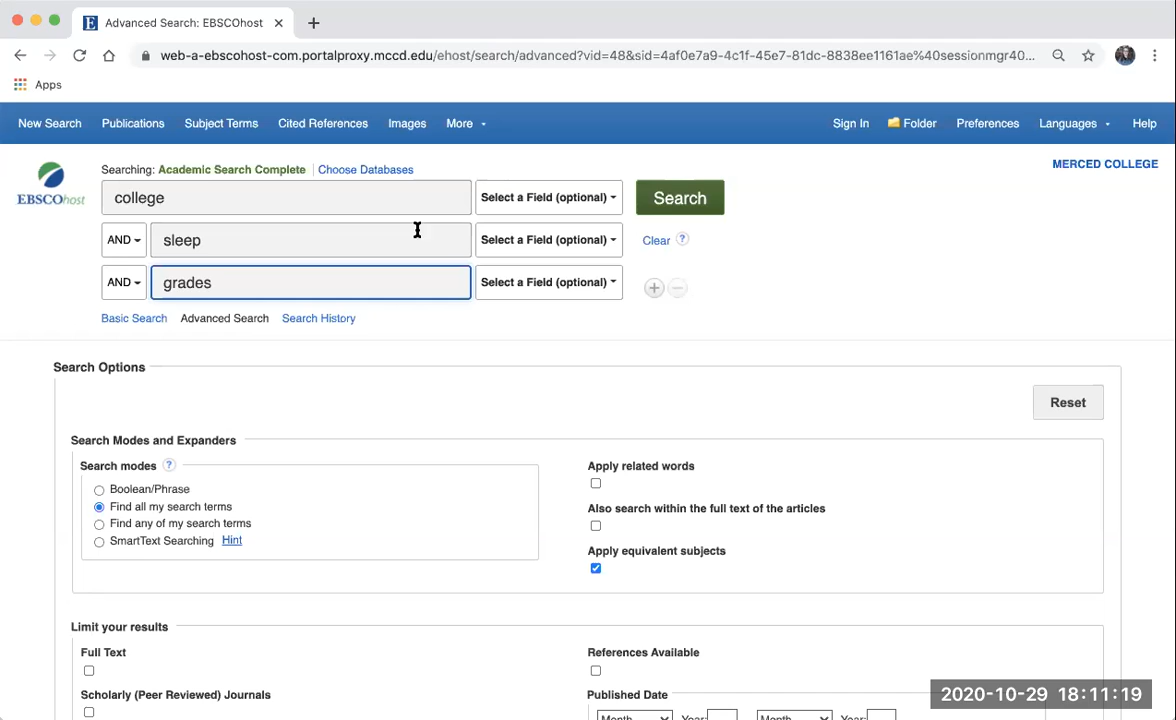 Advanced Search: EBSCOhost
web-a-ebscohost-com.portalproxy.mccd.edu/ehost/search/advanced?vid=48&sid=4af0e7a9-4c1f-45e7-81dc-8838ee1161ae%40sessionmgr40...
Apps
New Search Publications Subject Terms Cited References Images More Sign In Folder Preferences Languages Help
Searching: Academic Search Complete Choose Databases MERCED COLLEGE
EBSCOhost
college Select a Field (optional) Search
AND sleep Select a Field (optional) Clear ?
AND grades Select a Field (optional)
Basic Search Advanced Search Search History
Search Options
Reset
Search Modes and Expanders
Search modes ?
Boolean/Phrase
Find all my search terms
Find any of my search terms
SmartText Searching Hint
Apply related words
Also search within the full text of the articles
Apply equivalent subjects
Limit your results
Full Text
References Available
Scholarly (Peer Reviewed) Journals
Published Date
Month Year: Month Year:
2020-10-29 18:11:19